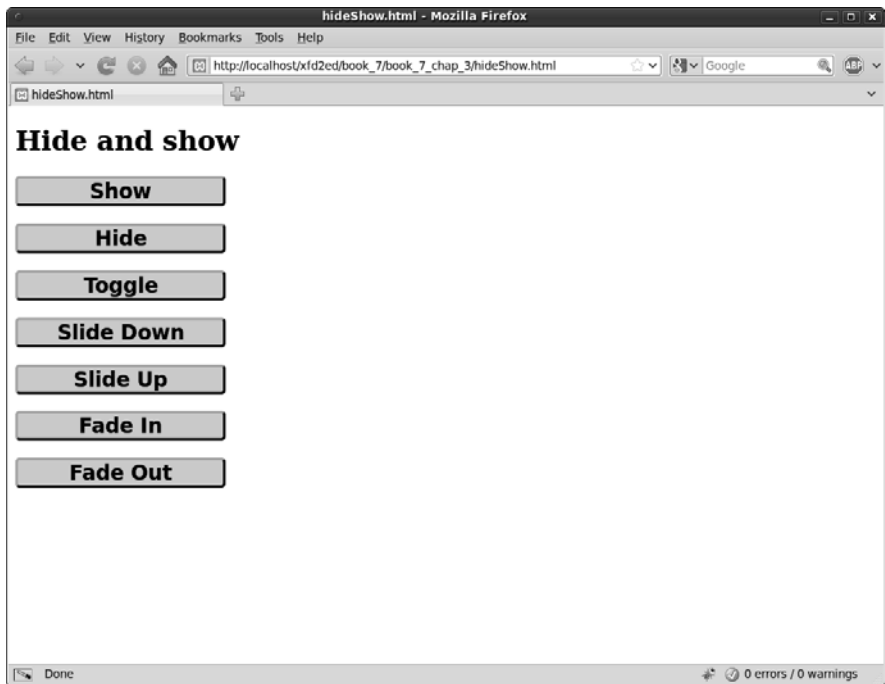 hideShow.html - Mozilla Firefox
File Edit View History Bookmarks Tools Help
http://localhost/xfd2ed/book_7/book_7_chap_3/hideShow.html Google ABP
hideShow.html
Hide and show
Show
Hide
Toggle
Slide Down
Slide Up
Fade In
Fade Out
Done 0 errors / 0 warnings